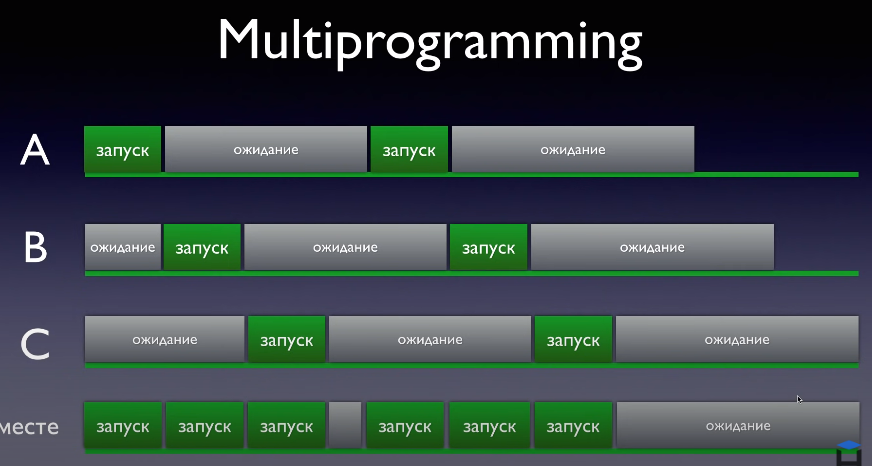 Multiprogramming
A запуск ожидание запуск ожидание
B ожидание запуск ожидание запуск ожидание
C ожидание запуск ожидание запуск ожидание
месте запуск запуск запуск запуск запуск запуск ожидание